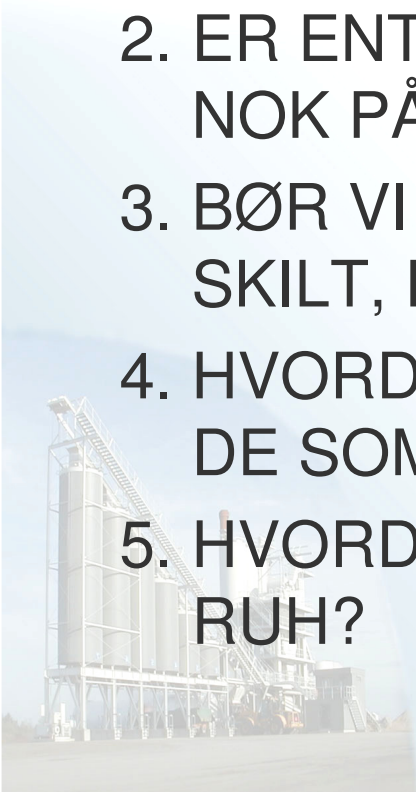 2. ER ENT
NOK PÅ
3. BØR VI
SKILT,
4. HVORD
DE SOM
5. HVORD
RUH?